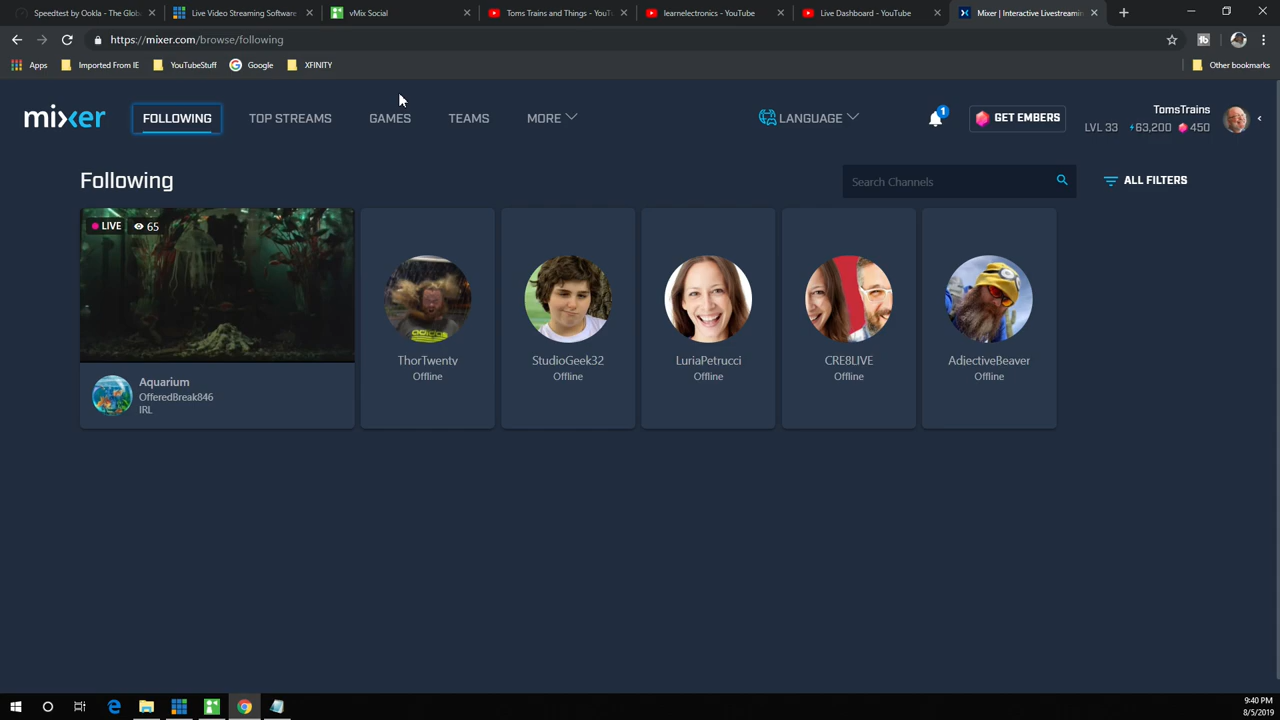 Speedtest by Ookla - The Glob
Live Video Streaming Software
vMix Social
Toms Trains and Things - YouT
learnelectronics - YouTube
Live Dashboard - YouTube
Mixer | Interactive Livestreamin
https://mixer.com/browse/following
fb
Apps
Imported From IE
YouTubeStuff
Google
XFINITY
Other bookmarks
mixer
FOLLOWING
TOP STREAMS
GAMES
TEAMS
MORE
LANGUAGE
1
GET EMBERS
TomsTrains
LVL 33 63,200 450
Following
Search Channels
ALL FILTERS
LIVE 65
Aquarium
OfferedBreak846
IRL
ThorTwenty
Offline
StudioGeek32
Offline
LuriaPetrucci
Offline
CRE8LIVE
Offline
AdjectiveBeaver
Offline
adidas
9:40 PM
8/5/2019